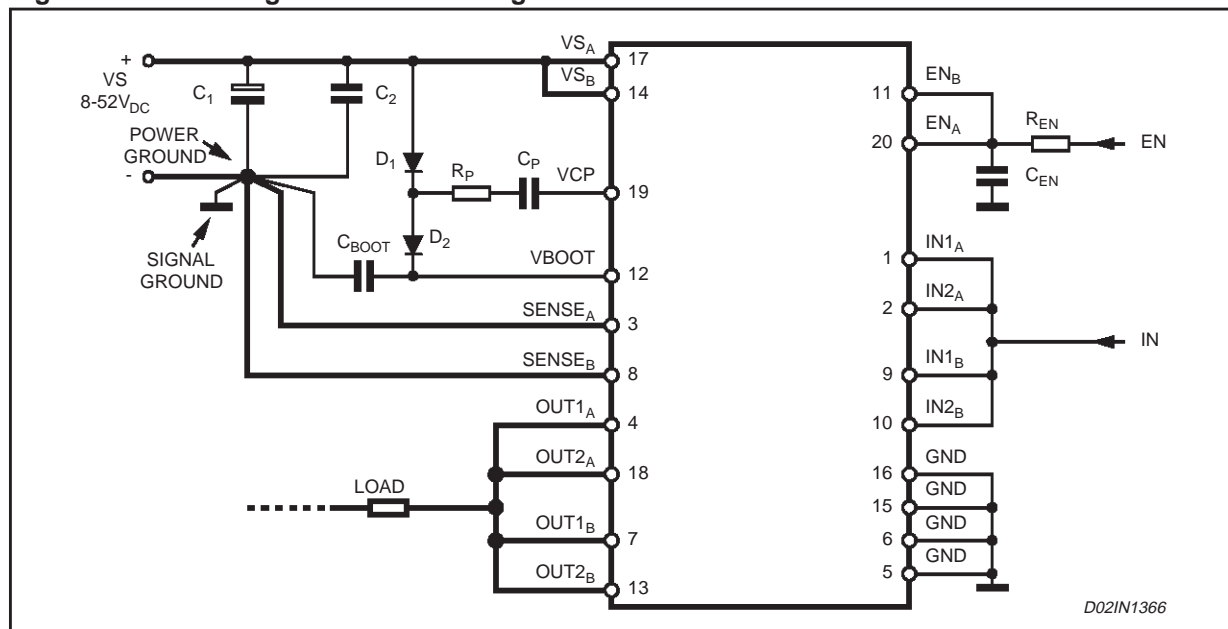 VS_A
17
VS_B
14
+
VS
8-52V_DC
C_1
C_2
POWER
GROUND
-
SIGNAL
GROUND
D_1
R_P
C_P
VCP
19
D_2
C_BOOT
VBOOT
12
SENSE_A
3
SENSE_B
8
OUT1_A
4
OUT2_A
18
LOAD
OUT1_B
7
OUT2_B
13
11
EN_B
20
EN_A
R_EN
EN
C_EN
1
IN1_A
2
IN2_A
IN
9
IN1_B
10
IN2_B
16
GND
15
GND
6
GND
5
GND
D02IN1366